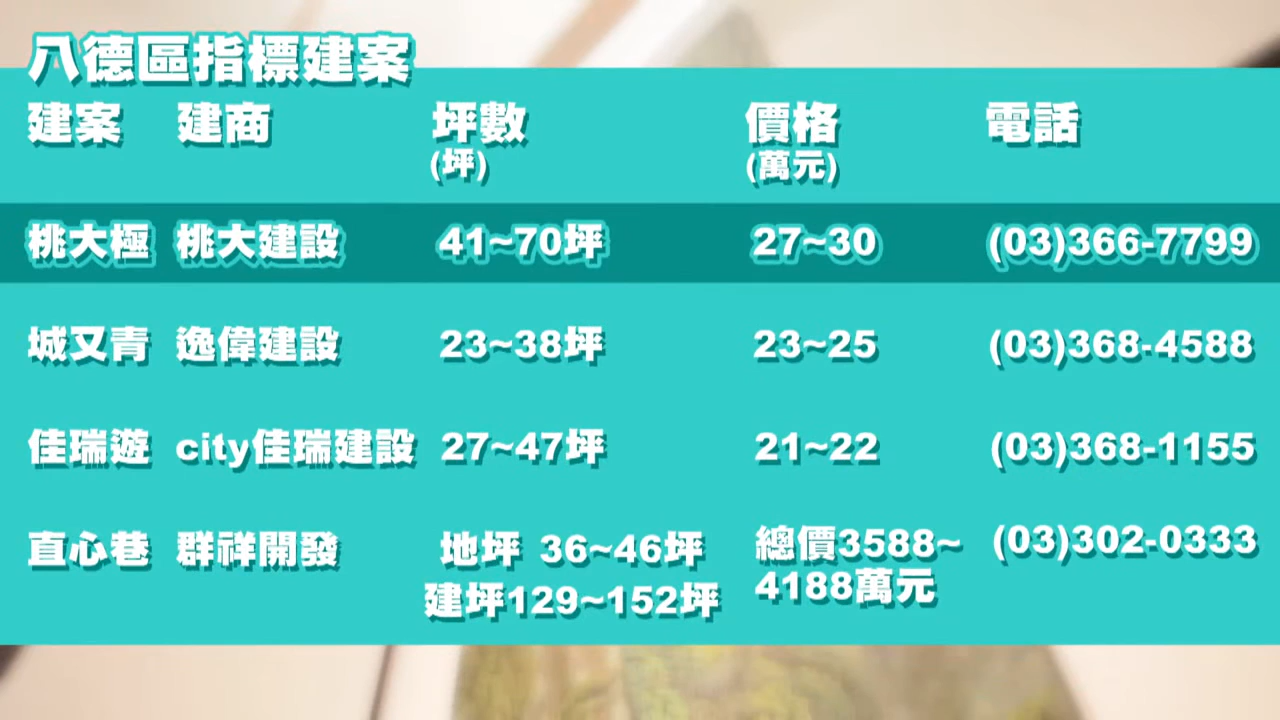 八德區指標建案
建案 建商 坪數 價格 電話
(坪) (萬元)
桃大極 桃大建設 41~70坪 27~30 (03)366-7799
城又青 逸偉建設 23~38坪 23~25 (03)368-4588
佳瑞遊 city佳瑞建設 27~47坪 21~22 (03)368-1155
直心巷 群祥開發 地坪 36~46坪 總價3588~ (03)302-0333
建坪129~152坪 4188萬元